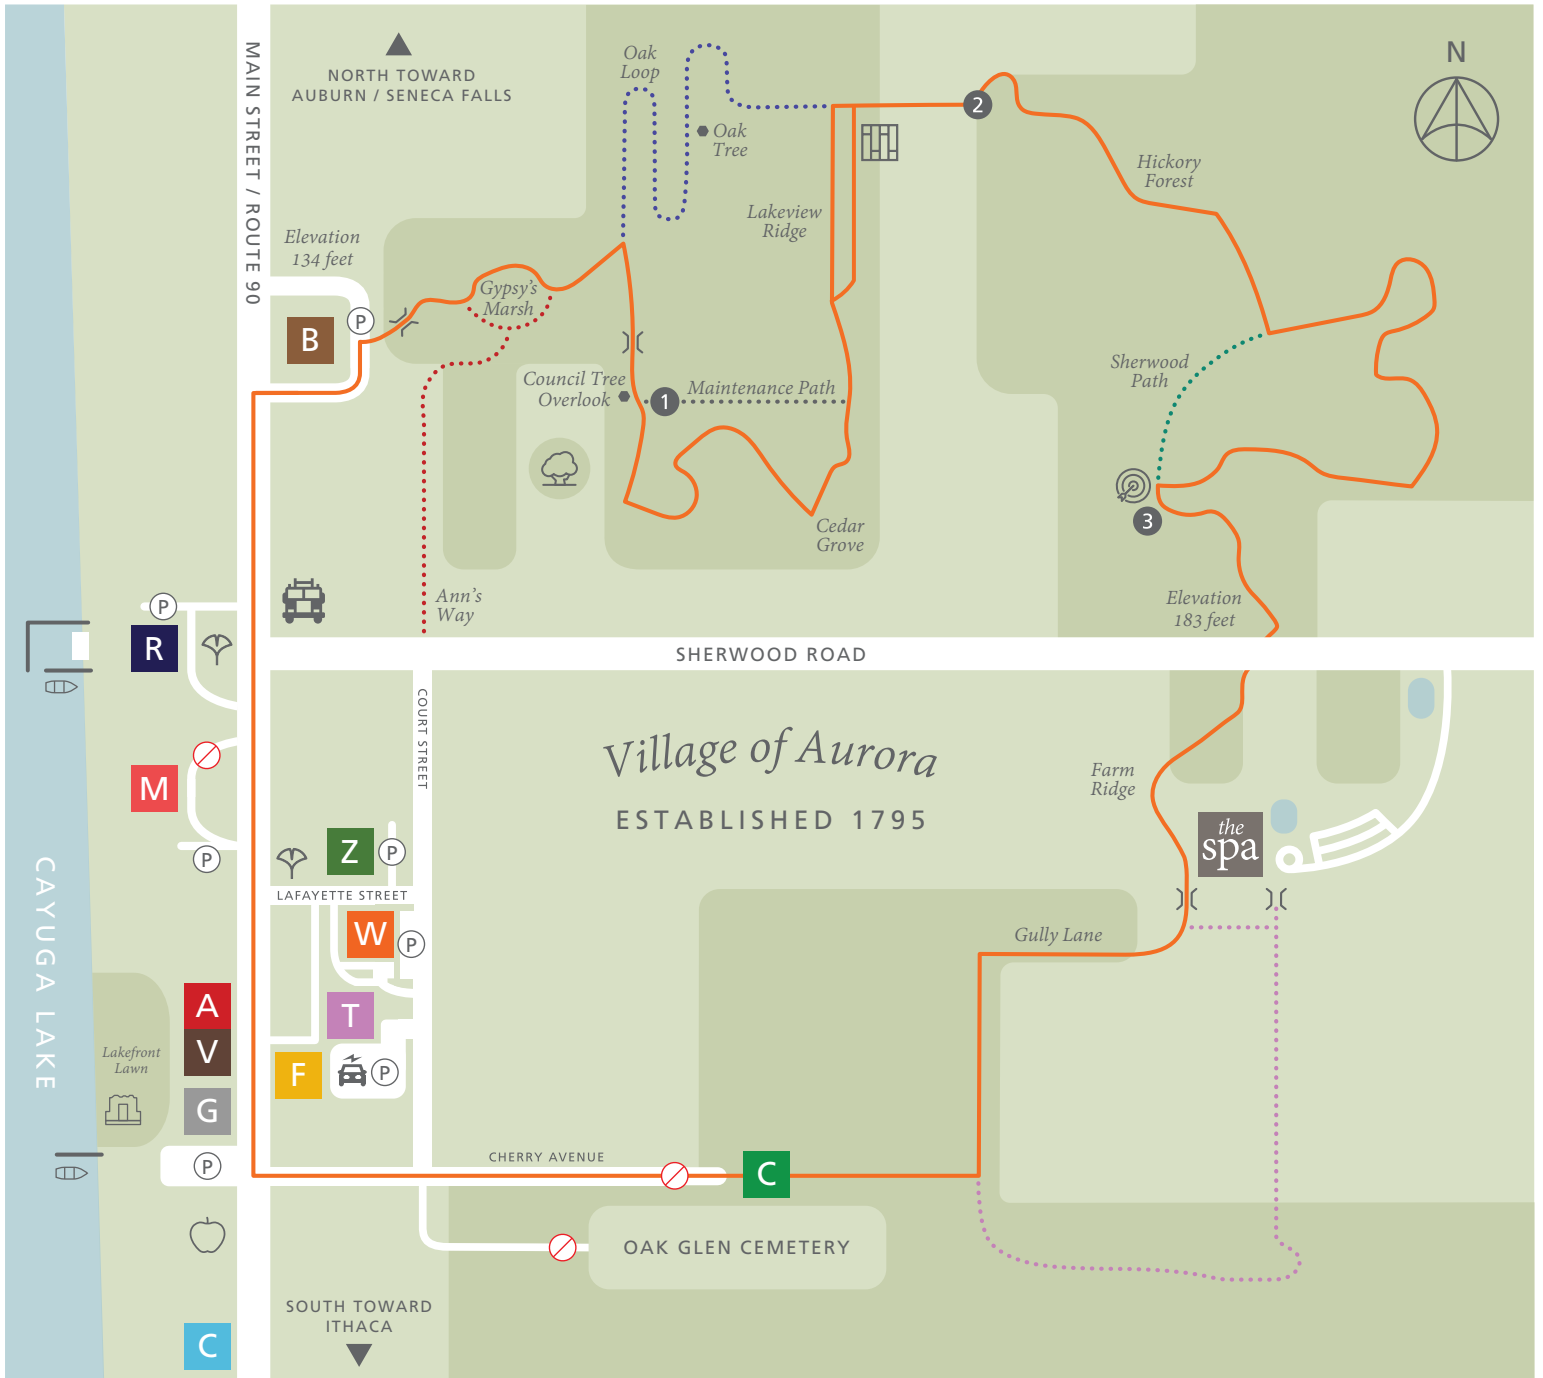 MAIN STREET / ROUTE 90
NORTH TOWARD
AUBURN / SENECA FALLS
Oak
Loop
Oak
Tree
2
N
Hickory
Forest
Lakeview
Ridge
Elevation
134 feet
B
P
Gypsy's
Marsh
Council Tree
Overlook
1
Maintenance Path
Sherwood
Path
3
Cedar
Grove
Ann's
Way
Elevation
183 feet
P
R
SHERWOOD ROAD
COURT STREET
Village of Aurora
ESTABLISHED 1795
M
P
Farm
Ridge
the
spa
Z
P
LAFAYETTE STREET
W
P
CAYUGA LAKE
Gully Lane
A
V
T
Lakefront
Lawn
F
P
G
P
CHERRY AVENUE
C
OAK GLEN CEMETERY
SOUTH TOWARD
ITHACA
C